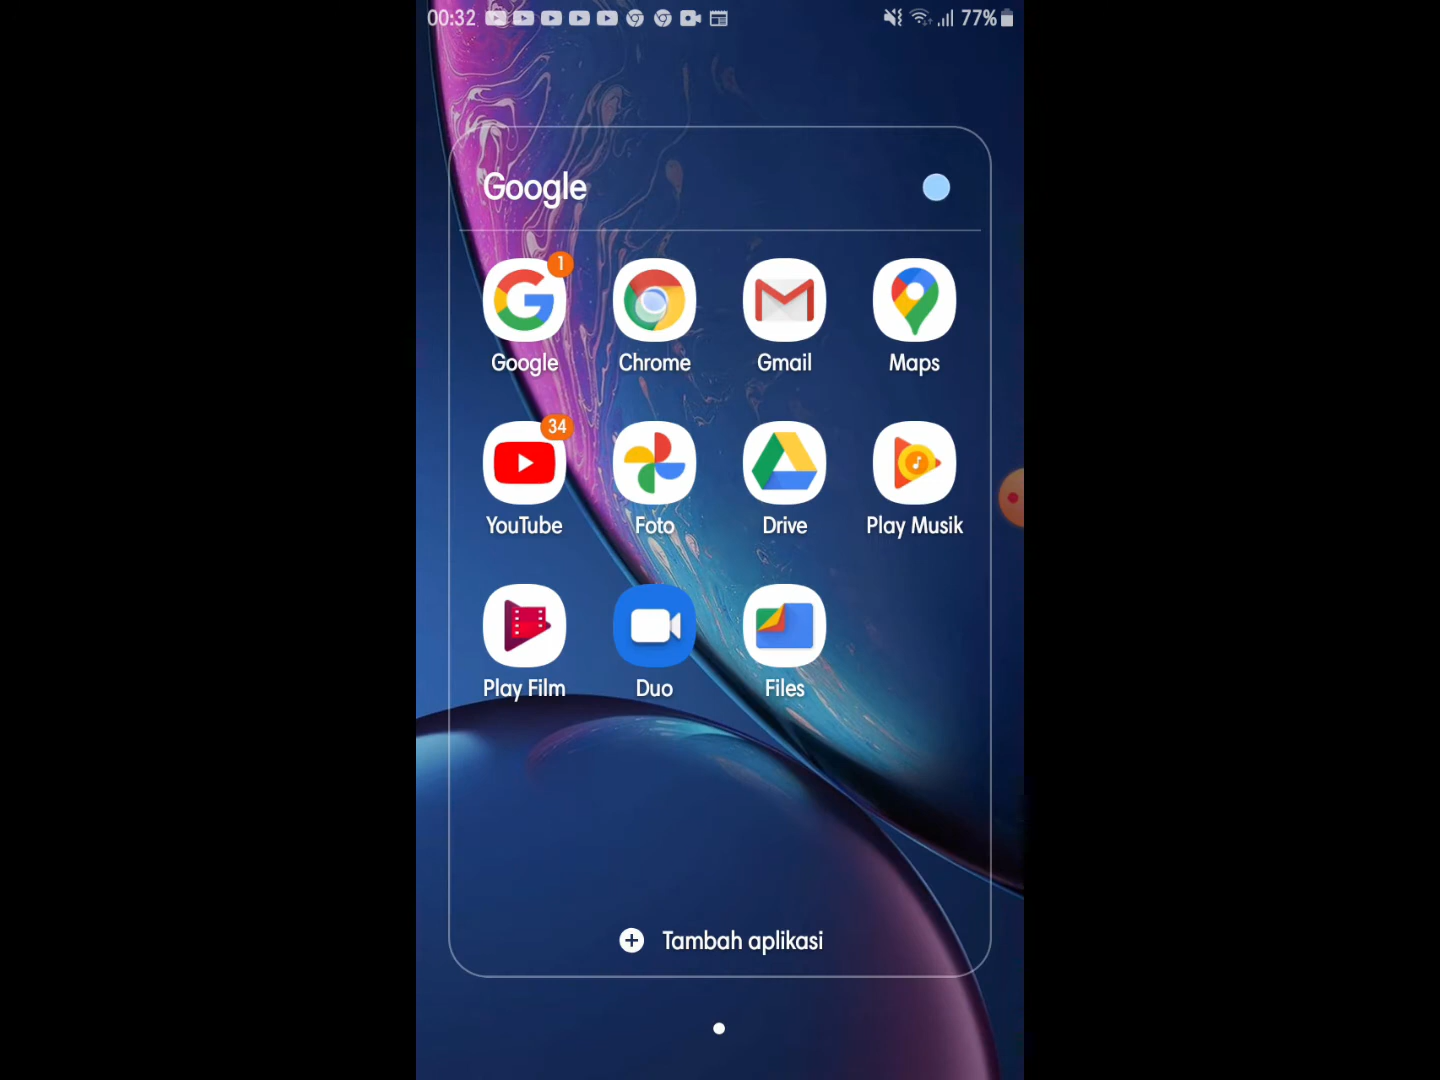 00:32 77%
Google
1
Google Chrome Gmail Maps
34
YouTube Foto Drive Play Musik
Play Film Duo Files
Tambah aplikasi